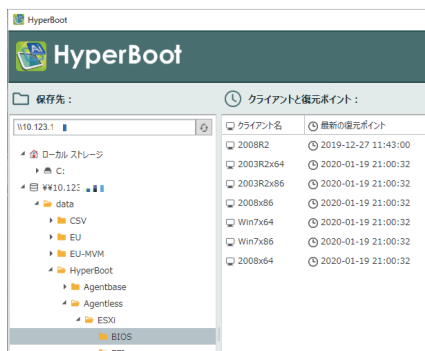 HyperBoot
HyperBoot
保存先：
クライアントと復元ポイント：
\\10.123.1
クライアント名 最新の復元ポイント
ローカル ストレージ
C:
¥¥10.123
data
CSV
EU
EU-MVM
HyperBoot
Agentbase
Agentless
ESXi
BIOS
2008R2 2019-12-27 11:43:00
2003R2x64 2020-01-19 21:00:32
2003R2x86 2020-01-19 21:00:32
2008x86 2020-01-19 21:00:32
Win7x64 2020-01-19 21:00:32
Win7x86 2020-01-19 21:00:32
2008x64 2020-01-19 21:00:32